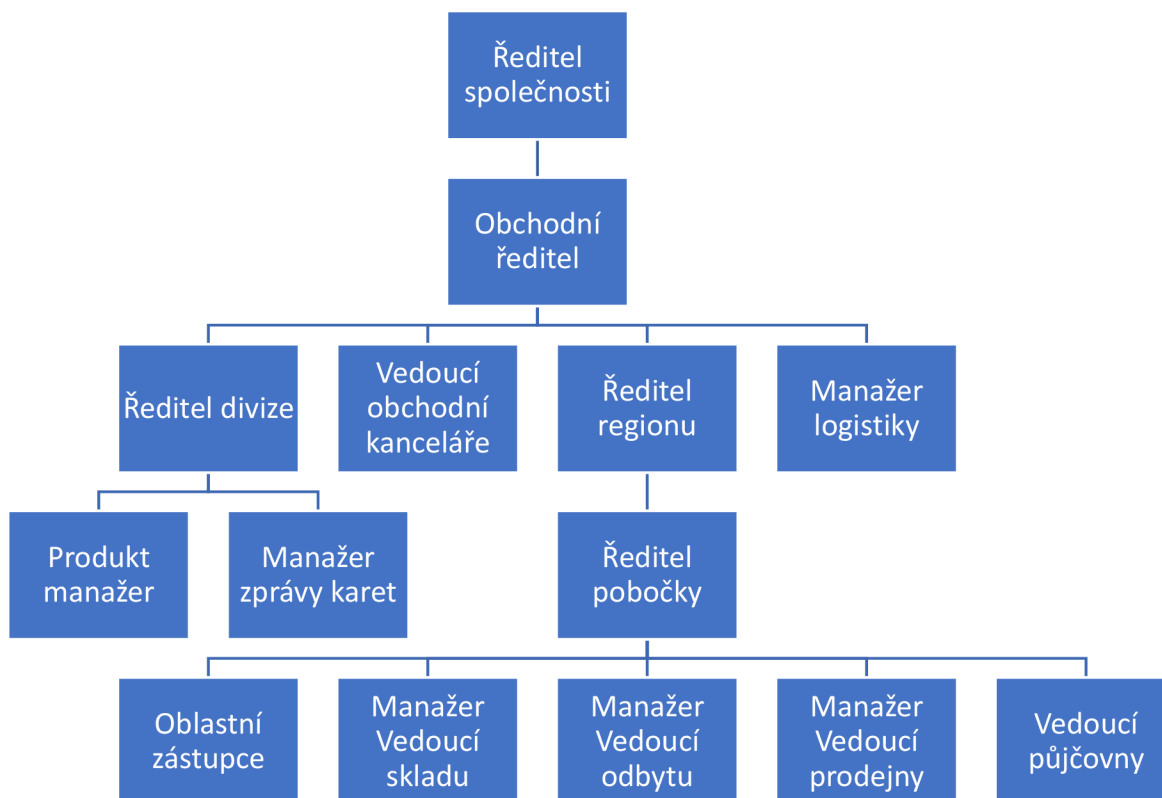 Ředitel
společnosti
Obchodní
ředitel
Ředitel divize
Vedoucí
obchodní
kanceláře
Ředitel
regionu
Manažer
logistiky
Produkt
manažer
Manažer
zprávy karet
Ředitel
pobočky
Oblastní
zástupce
Manažer
Vedoucí
skladu
Manažer
Vedoucí
odbytu
Manažer
Vedoucí
prodejny
Vedoucí
půjčovny